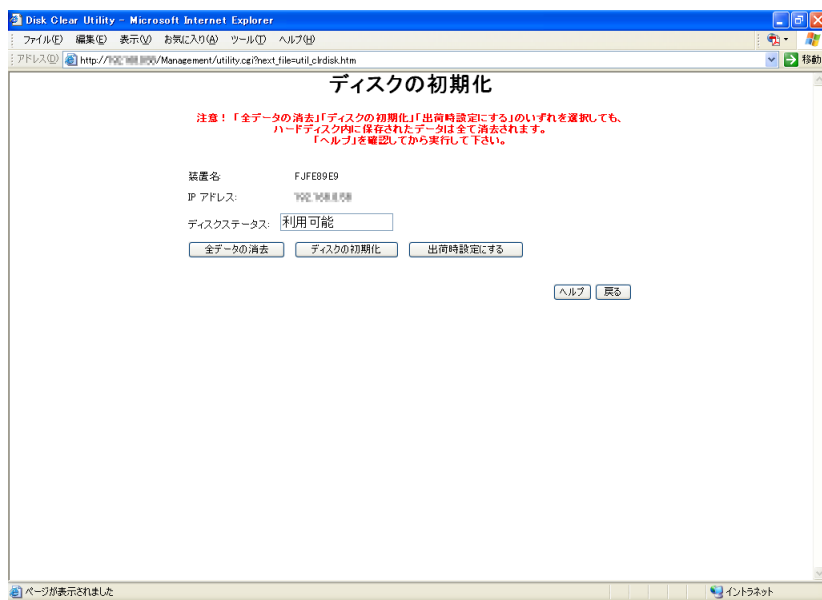 Disk Clear Utility - Microsoft Internet Explorer
ファイル(F) 編集(E) 表示(V) お気に入り(A) ツール(T) ヘルプ(H)
アドレス(D) http:// /Management/utility.cgi?next_file=util_clrdisk.htm 移動
ディスクの初期化
注意！「全データの消去」「ディスクの初期化」「出荷時設定にする」のいずれを選択しても、
ハードディスク内に保存されたデータは全て消去されます。
「ヘルプ」を確認してから実行して下さい。
装置名: FJFE89E9
IP アドレス:
ディスクステータス: 利用可能
全データの消去 ディスクの初期化 出荷時設定にする
ヘルプ 戻る
ページが表示されました イントラネット